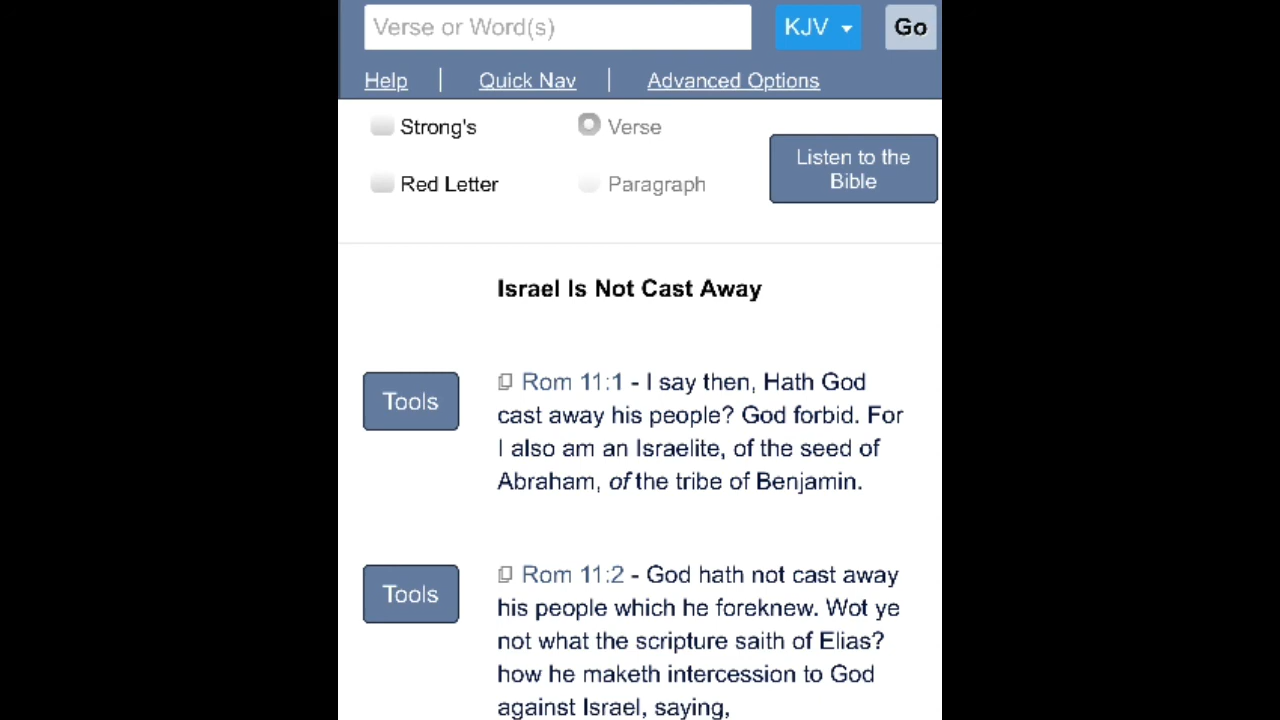 Verse or Word(s) KJV Go
Help | Quick Nav | Advanced Options
Strong's Verse
Listen to the
Bible
Red Letter Paragraph
Israel Is Not Cast Away
Tools
Rom 11:1 - I say then, Hath God
cast away his people? God forbid. For
I also am an Israelite, of the seed of
Abraham, of the tribe of Benjamin.
Tools
Rom 11:2 - God hath not cast away
his people which he foreknew. Wot ye
not what the scripture saith of Elias?
how he maketh intercession to God
against Israel, saying,